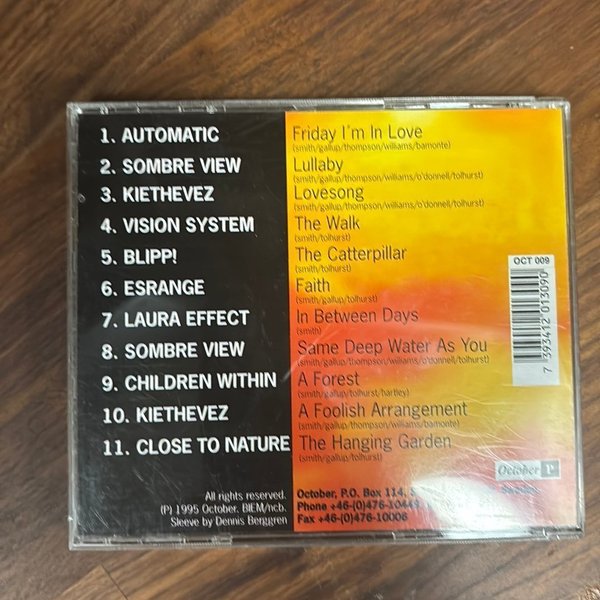 1. AUTOMATIC Friday I'm In Love
(smith/gallup/thompson/williams/bamonte)
2. SOMBRE VIEW Lullaby
(smith/gallup/thompson/williams/o'donnell/tolhurst)
3. KIETHEVEZ Lovesong
(smith/gallup/thompson/williams/o'donnell/tolhurst)
4. VISION SYSTEM The Walk
(smith/tolhurst)
5. BLIPP! The Catterpillar
(smith/tolhurst)
6. ESRANGE Faith
(smith/gallup/tolhurst)
7. LAURA EFFECT In Between Days
(smith)
8. SOMBRE VIEW Same Deep Water As You
(smith/gallup/thompson/williams/o'donnell/tolhurst)
9. CHILDREN WITHIN A Forest
(smith/gallup/tolhurst/hartley)
10. KIETHEVEZ A Foolish Arrangement
(smith/gallup/thompson/williams/bamonte)
11. CLOSE TO NATURE The Hanging Garden
(smith/gallup/tolhurst)
OCT 009
7 393412 013090
October
All rights reserved.
(P) 1995 October. BIEM/ncb.
Sleeve by Dennis Berggren
October, P.O. Box 114,
Phone +46-(0)476-10449
Fax +46-(0)476-10006